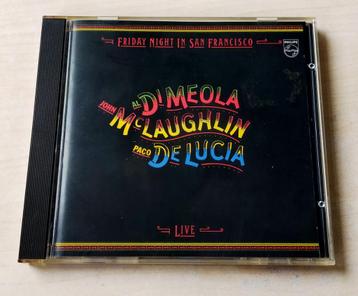 FRIDAY NIGHT IN SAN FRANCISCO
PHILIPS
AL DI MEOLA
JOHN McLAUGHLIN
PACO DE LUCIA
LIVE